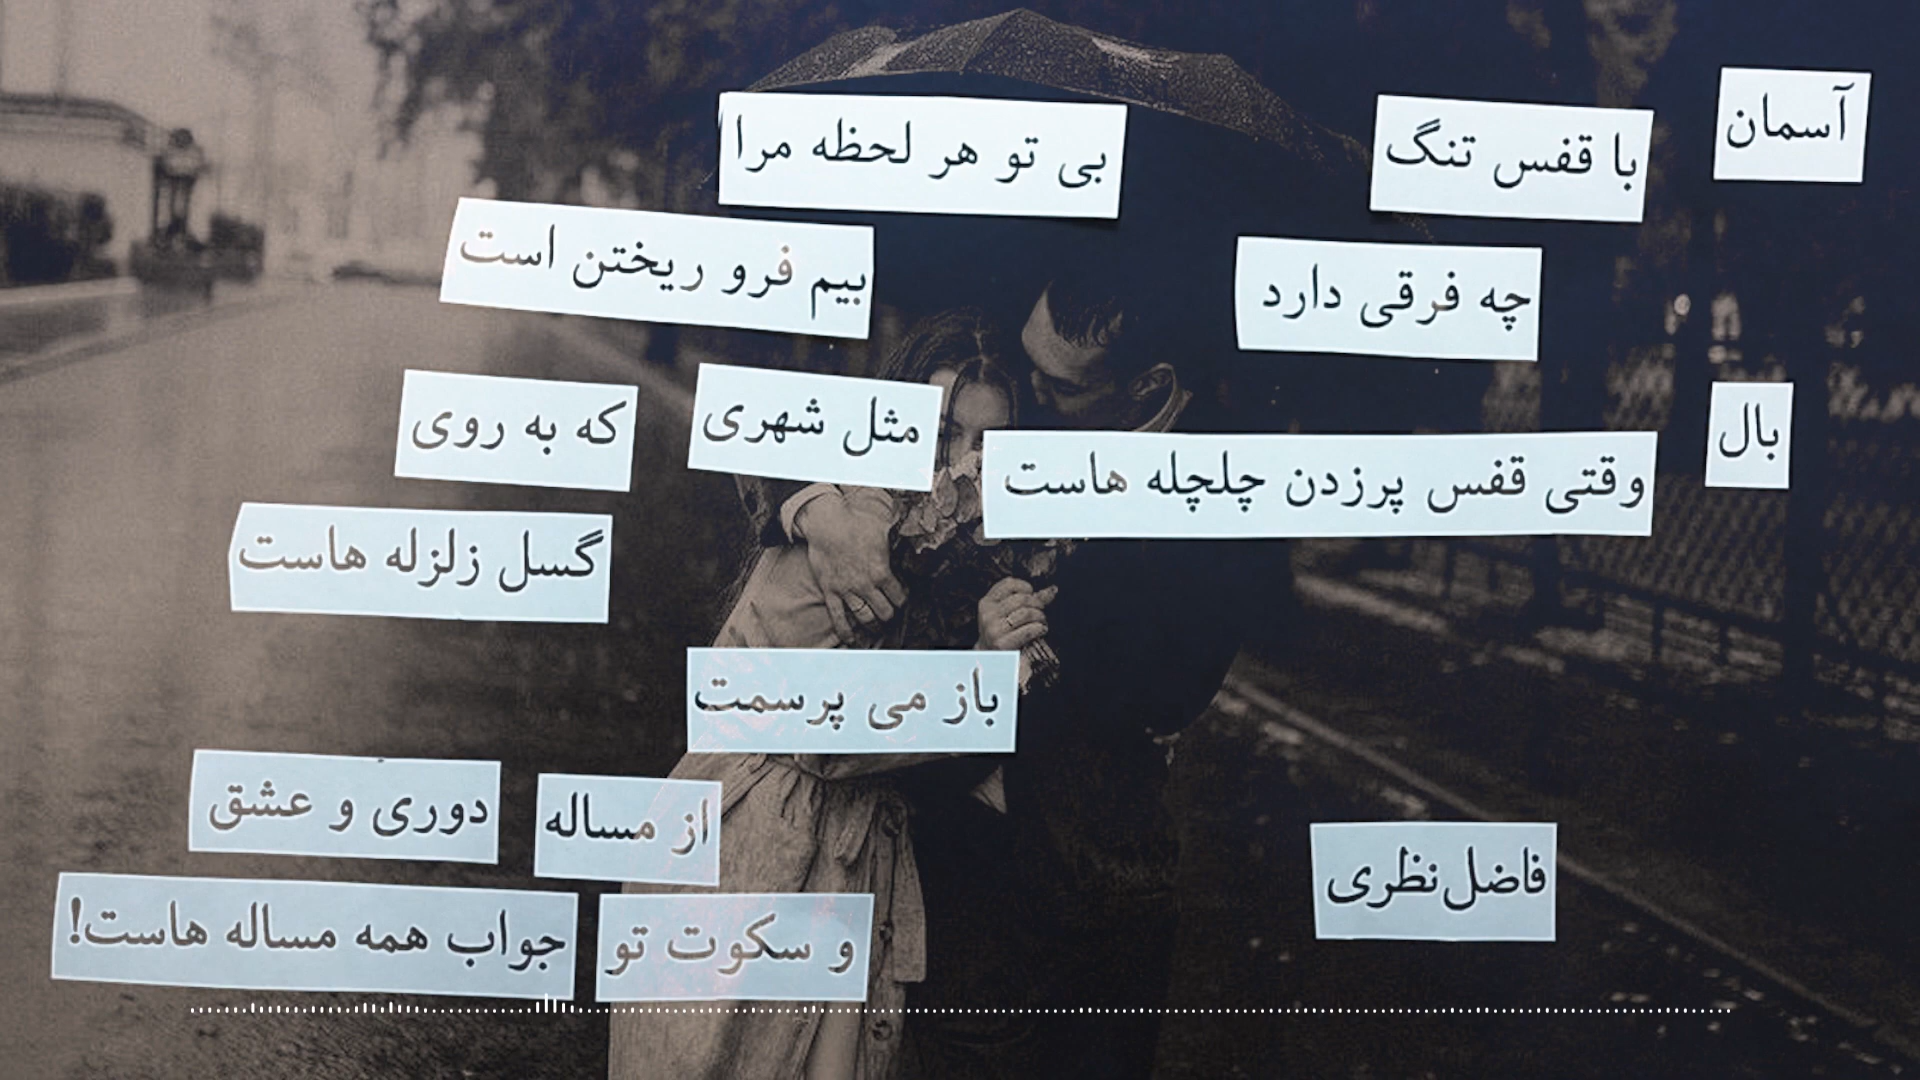 آسمان
با قفس تنگ
چه فرقی دارد
بال
وقتی قفس پرزدن چلچله هاست
بی تو هر لحظه مرا
بیم فرو ریختن است
مثل شهری
که به روی
گسل زلزله هاست
باز می پرسمت
از مساله
دوری و عشق
و سکوت تو
جواب همه مساله هاست!
فاضل نظری